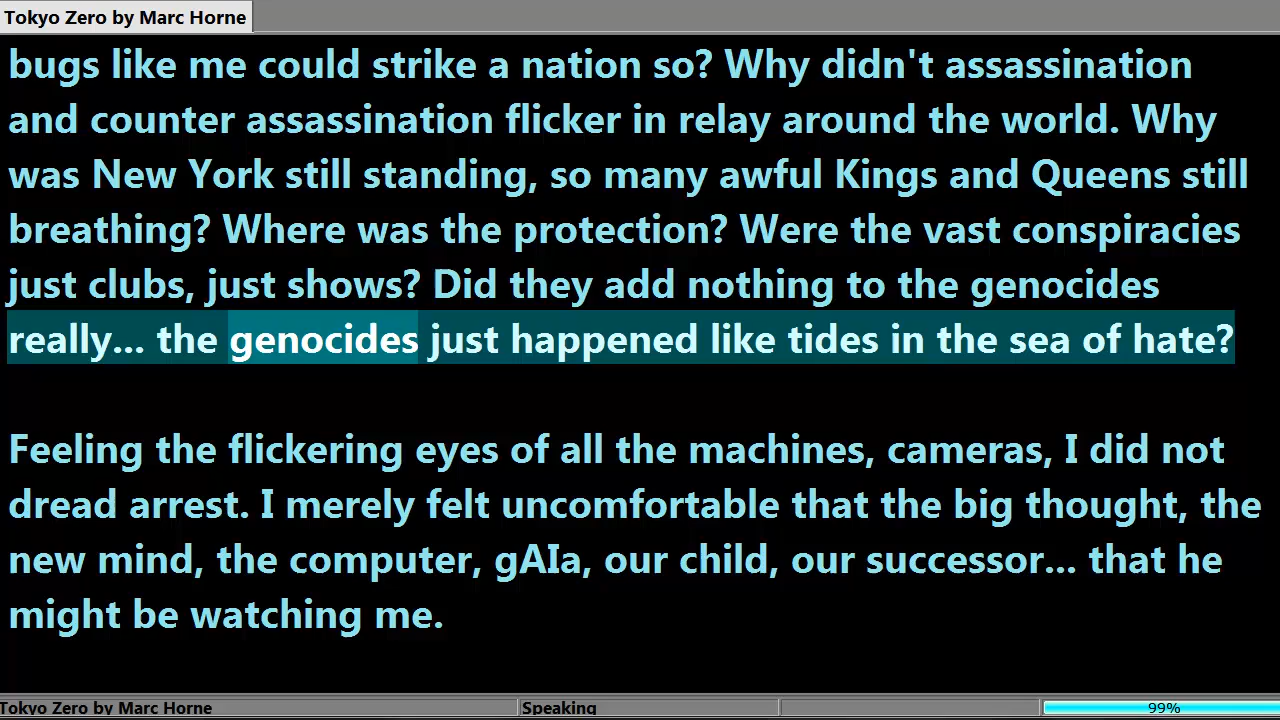 Tokyo Zero by Marc Horne
bugs like me could strike a nation so? Why didn't assassination
and counter assassination flicker in relay around the world. Why
was New York still standing, so many awful Kings and Queens still
breathing? Where was the protection? Were the vast conspiracies
just clubs, just shows? Did they add nothing to the genocides
really... the genocides just happened like tides in the sea of hate?
Feeling the flickering eyes of all the machines, cameras, I did not
dread arrest. I merely felt uncomfortable that the big thought, the
new mind, the computer, gAIa, our child, our successor... that he
might be watching me.
Tokyo Zero by Marc Horne Speaking 99%